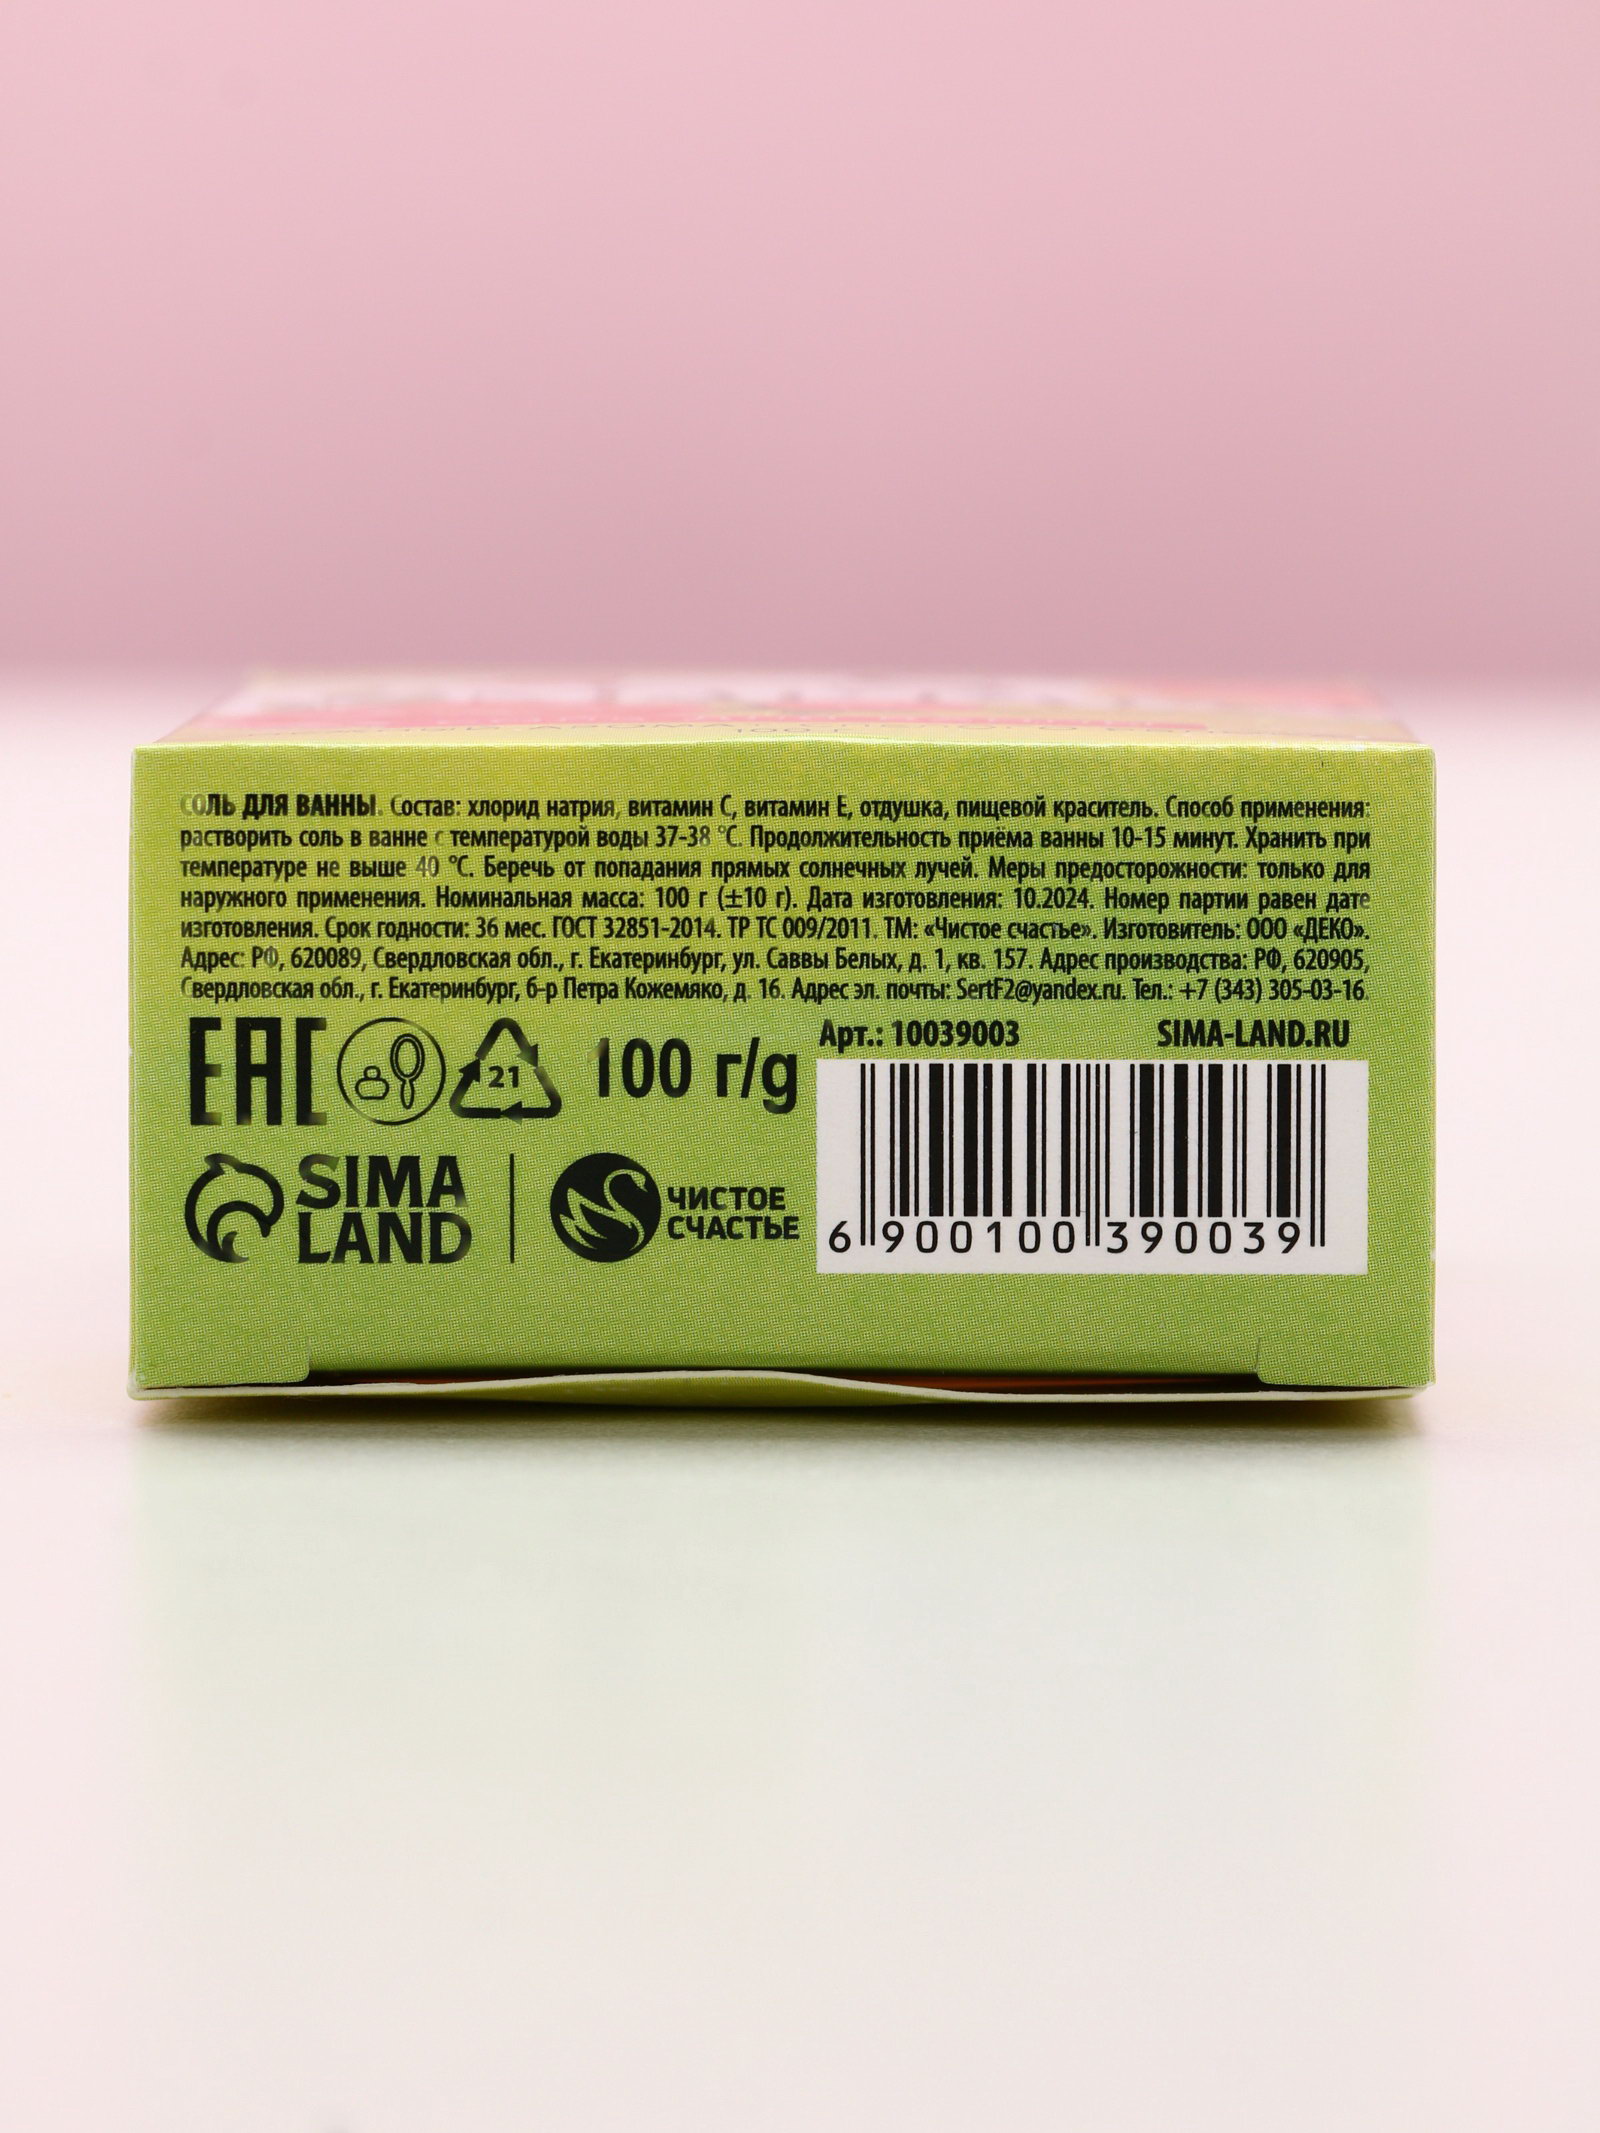 СОЛЬ ДЛЯ ВАННЫ. Состав: хлорид натрия, витамин С, витамин Е, отдушка, пищевой краситель. Способ применения:
растворить соль в ванне с температурой воды 37-38 °С. Продолжительность приёма ванны 10-15 минут. Хранить при
температуре не выше 40 °С. Беречь от попадания прямых солнечных лучей. Меры предосторожности: только для
наружного применения. Номинальная масса: 100 г (±10 г). Дата изготовления: 10.2024. Номер партии равен дате
изготовления. Срок годности: 36 мес. ГОСТ 32851-2014. ТР ТС 009/2011. ТМ: «Чистое счастье». Изготовитель: ООО «ДЕКО».
Адрес: РФ, 620089, Свердловская обл., г. Екатеринбург, ул. Саввы Белых, д. 1, кв. 157. Адрес производства: РФ, 620905,
Свердловская обл., г. Екатеринбург, б-р Петра Кожемяко, д. 16. Адрес эл. почты: SertF2@yandex.ru. Тел.: +7 (343) 305-03-16
EAC
21
100 г/g
Арт.: 10039003 SIMA-LAND.RU
SIMA
LAND
ЧИСТОЕ
СЧАСТЬЕ
6 900100 390039